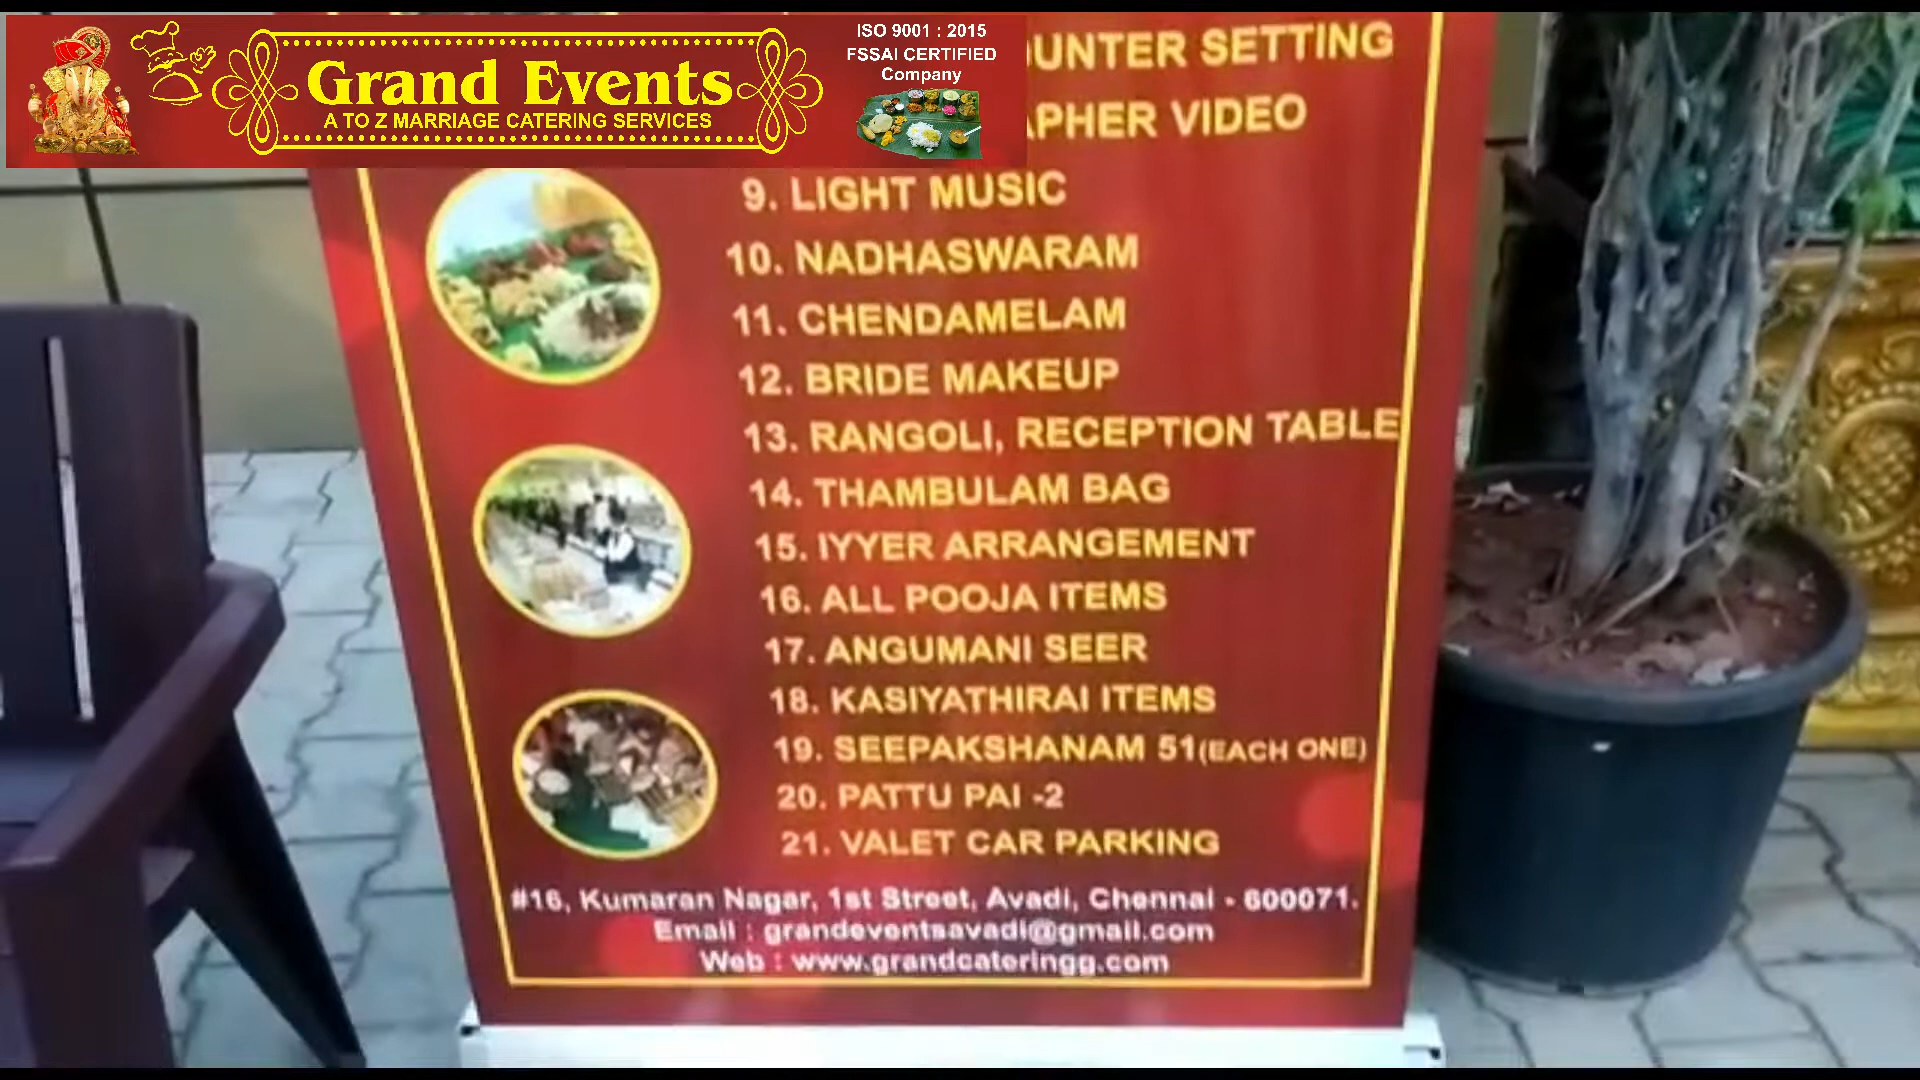 Grand Events
A TO Z MARRIAGE CATERING SERVICES
ISO 9001 : 2015
FSSAI CERTIFIED
Company
UNTER SETTING
APHER VIDEO
9. LIGHT MUSIC
10. NADHASWARAM
11. CHENDAMELAM
12. BRIDE MAKEUP
13. RANGOLI, RECEPTION TABLE
14. THAMBULAM BAG
15. IYYER ARRANGEMENT
16. ALL POOJA ITEMS
17. ANGUMANI SEER
18. KASIYATHIRAI ITEMS
19. SEEPAKSHANAM 51(EACH ONE)
20. PATTU PAI -2
21. VALET CAR PARKING
#16, Kumaran Nagar, 1st Street, Avadi, Chennai - 600071.
Email : grandeventsavadi@gmail.com
Web : www.grandcateringg.com